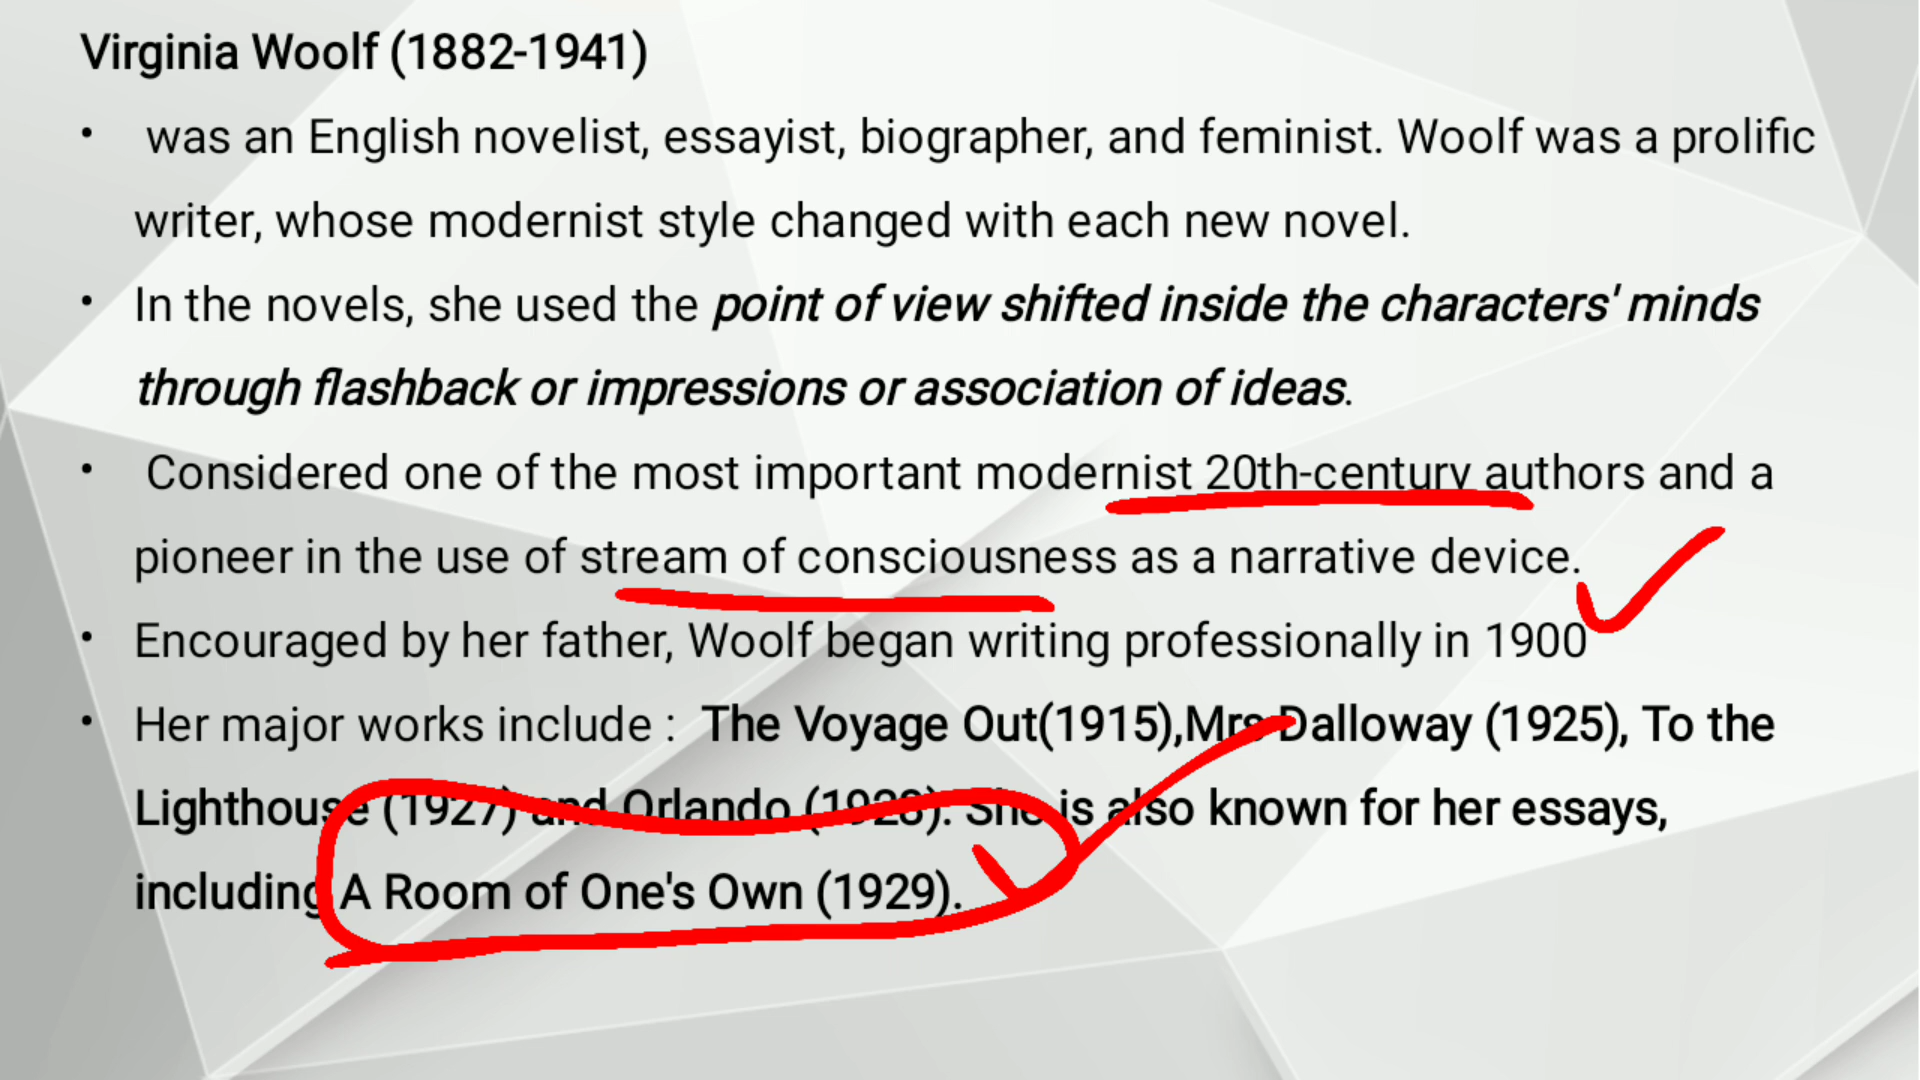 Virginia Woolf (1882-1941)
• was an English novelist, essayist, biographer, and feminist. Woolf was a prolific
writer, whose modernist style changed with each new novel.
• In the novels, she used the point of view shifted inside the characters' minds
through flashback or impressions or association of ideas.
• Considered one of the most important modernist 20th-century authors and a
pioneer in the use of stream of consciousness as a narrative device.
• Encouraged by her father, Woolf began writing professionally in 1900
• Her major works include : The Voyage Out(1915),Mrs Dalloway (1925), To the
Lighthouse (1927) and Orlando (1928). She is also known for her essays,
including A Room of One's Own (1929).